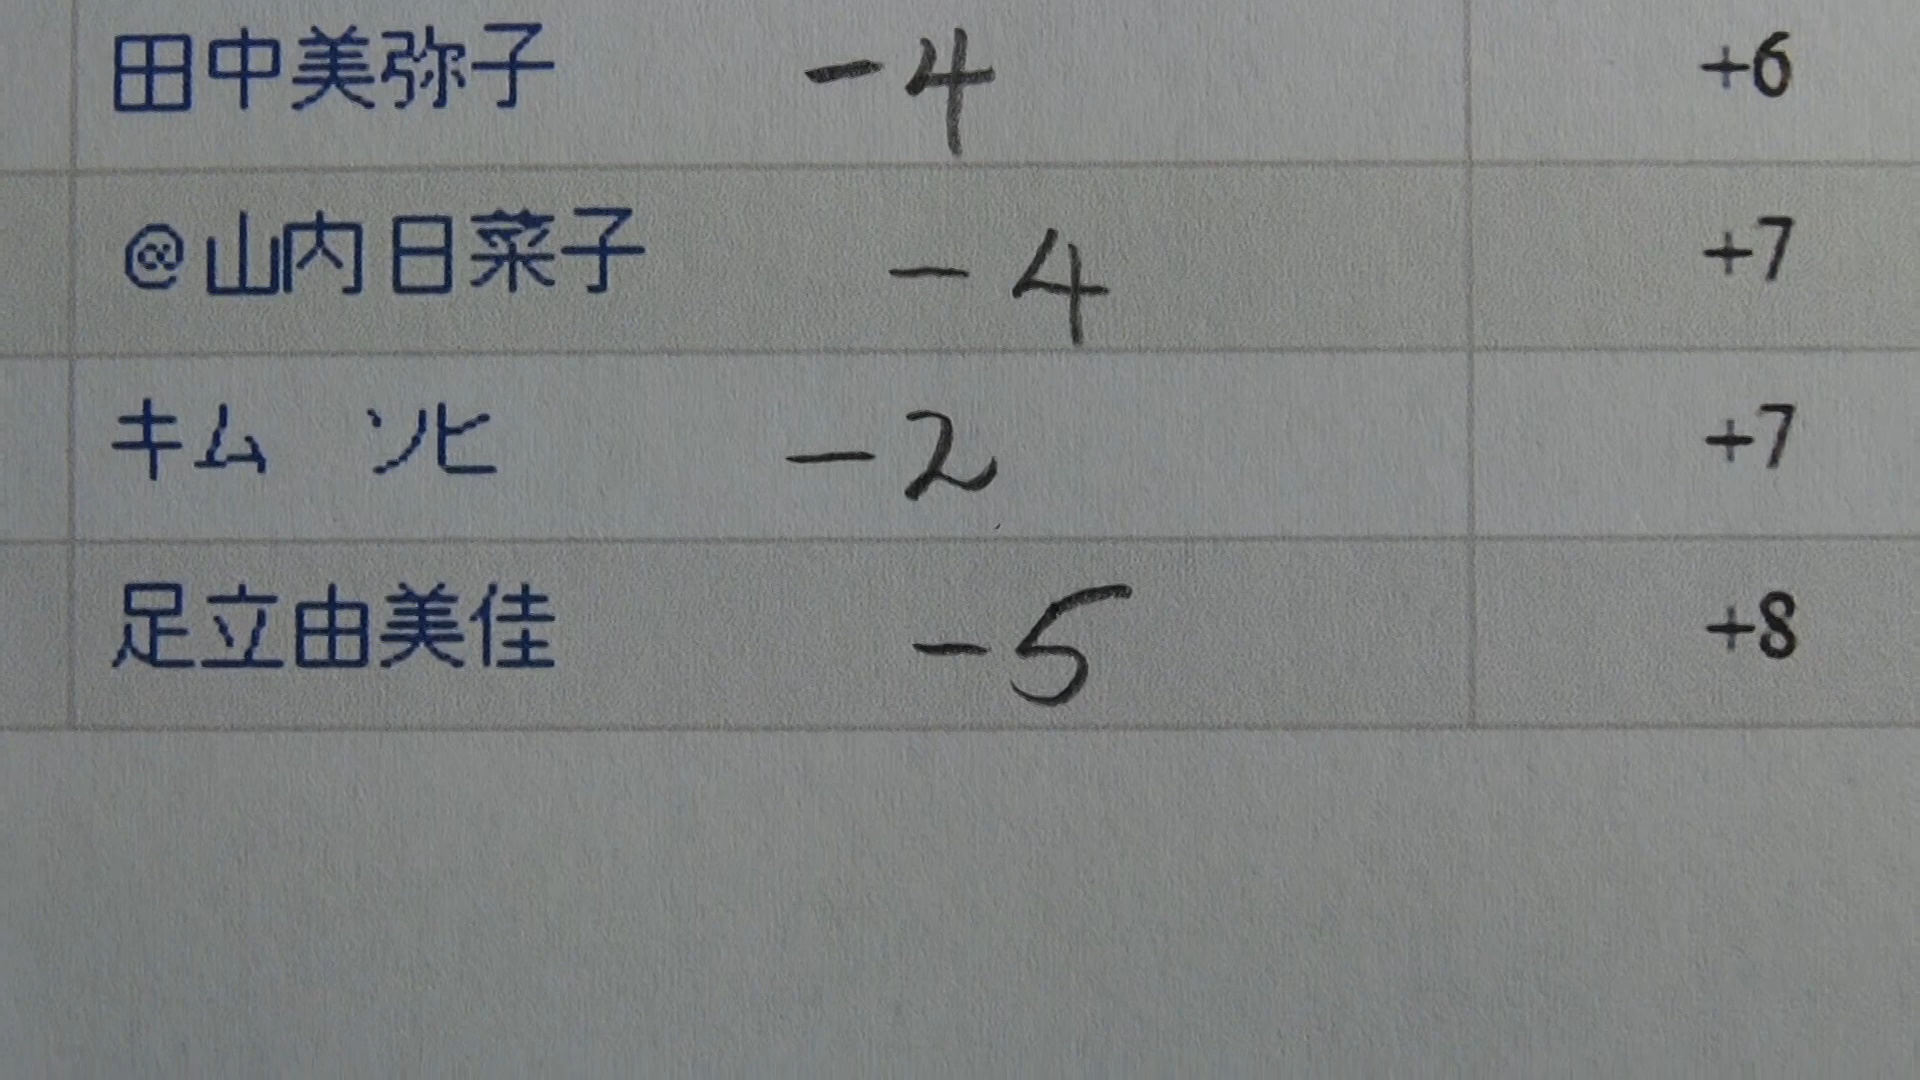 田中美弥子 -4 +6
@山内日菜子 -4 +7
キム ソヒ -2 +7
足立由美佳 -5 +8